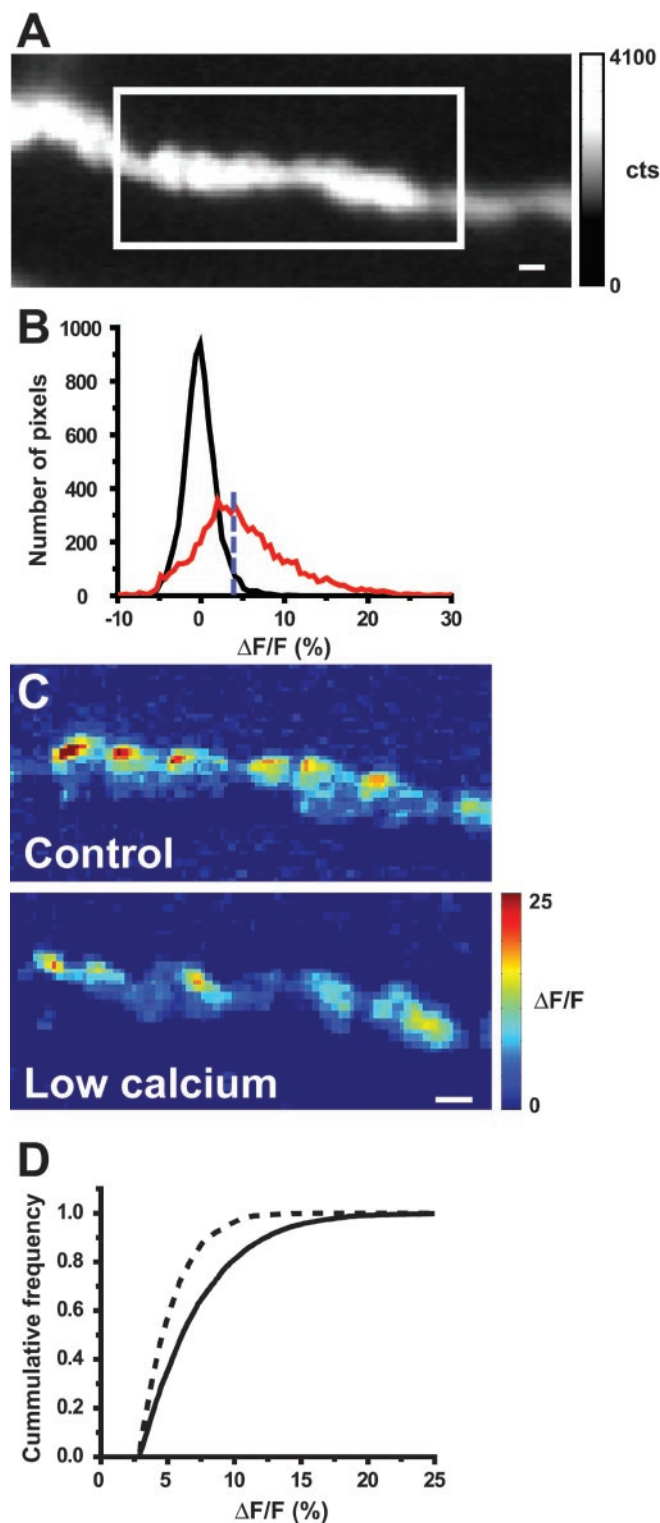 A
4100
cts
0
B
1000
800
600
400
200
0
Number of pixels
-10
0
10
20
30
ΔF/F (%)
C
Control
25
ΔF/F
0
Low calcium
D
1.0
0.8
0.6
0.4
0.2
0.0
Cummulative frequency
0
5
10
15
20
25
ΔF/F (%)